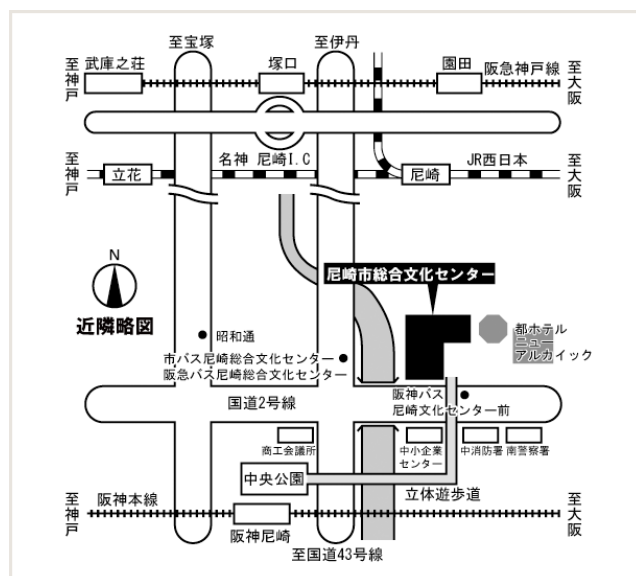 至宝塚
至伊丹
至神戸
武庫之荘
塚口
園田
阪急神戸線
至大阪
至神戸
立花
名神 尼崎I.C
尼崎
JR西日本
至大阪
N
近隣略図
尼崎市総合文化センター
昭和通
都ホテル
ニュー
アルカイック
市バス尼崎総合文化センター
阪急バス尼崎総合文化センター
阪神バス
尼崎文化センター前
国道2号線
商工会議所
中小企業
センター
中消防署
南警察署
中央公園
立体遊歩道
至神戸
阪神本線
阪神尼崎
至大阪
至国道43号線